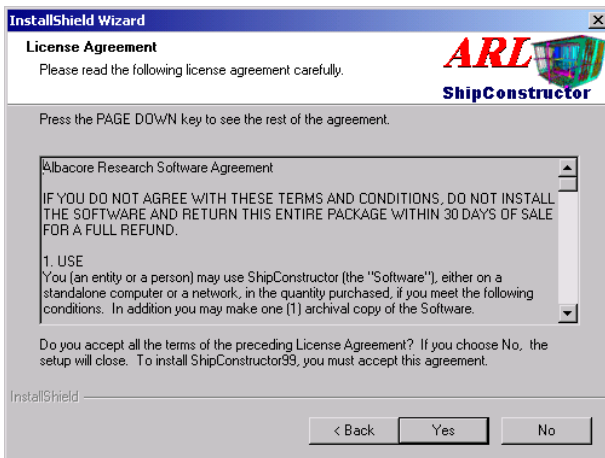 InstallShield Wizard
License Agreement
Please read the following license agreement carefully.
ARL
ShipConstructor
Press the PAGE DOWN key to see the rest of the agreement.
Albacore Research Software Agreement
IF YOU DO NOT AGREE WITH THESE TERMS AND CONDITIONS, DO NOT INSTALL
THE SOFTWARE AND RETURN THIS ENTIRE PACKAGE WITHIN 30 DAYS OF SALE
FOR A FULL REFUND.
1. USE
You (an entity or a person) may use ShipConstructor (the "Software"), either on a
standalone computer or a network, in the quantity purchased, if you meet the following
conditions.  In addition you may make one (1) archival copy of the Software.
Do you accept all the terms of the preceding License Agreement?  If you choose No,  the
setup will close.  To install ShipConstructor99, you must accept this agreement.
InstallShield
< Back
Yes
No